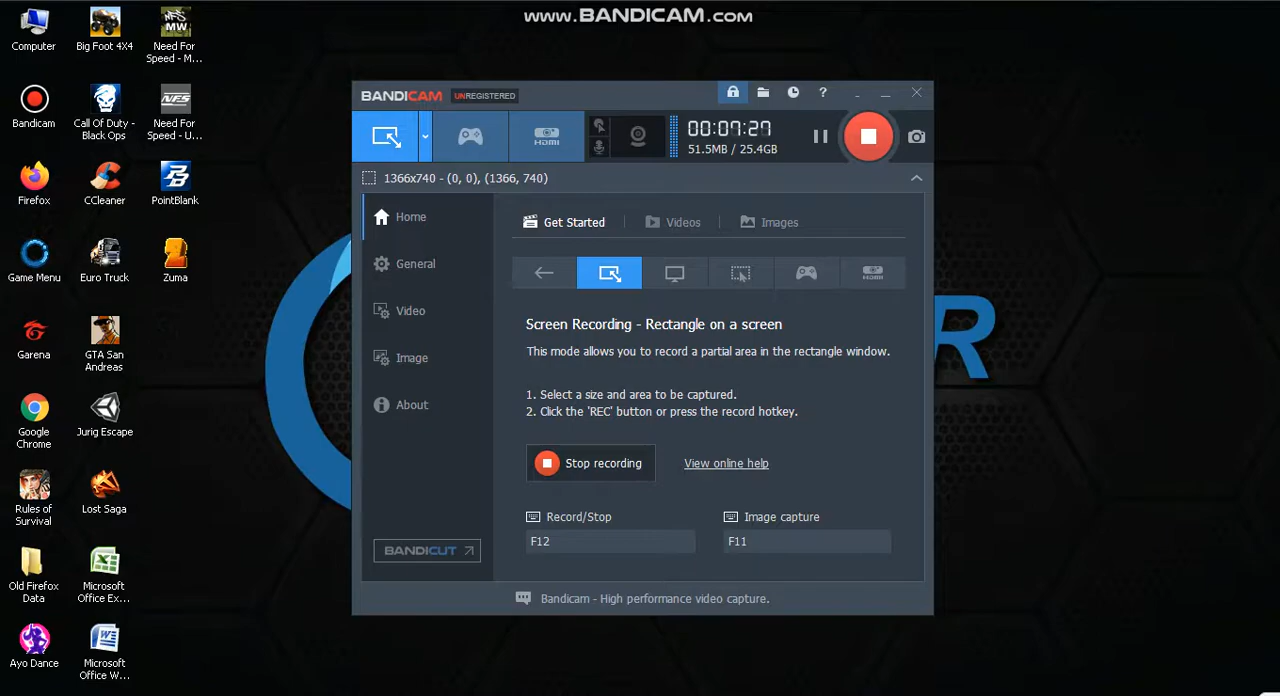 www.BANDICAM.com
Computer
Big Foot 4X4
Need For
Speed - M...
Bandicam
Call Of Duty -
Black Ops
Need For
Speed - U...
Firefox
CCleaner
PointBlank
Game Menu
Euro Truck
Zuma
Garena
GTA San
Andreas
Google
Chrome
Jurig Escape
Rules of
Survival
Lost Saga
Old Firefox
Data
Microsoft
Office Ex...
Ayo Dance
Microsoft
Office W...
BANDICAM UNREGISTERED
HDMI
00:07:27
51.5MB / 25.4GB
1366x740 - (0, 0), (1366, 740)
Home
General
Video
Image
About
BANDICUT
Get Started
Videos
Images
HDMI
Screen Recording - Rectangle on a screen
This mode allows you to record a partial area in the rectangle window.
1. Select a size and area to be captured.
2. Click the 'REC' button or press the record hotkey.
Stop recording
View online help
Record/Stop
Image capture
F12
F11
Bandicam - High performance video capture.
R